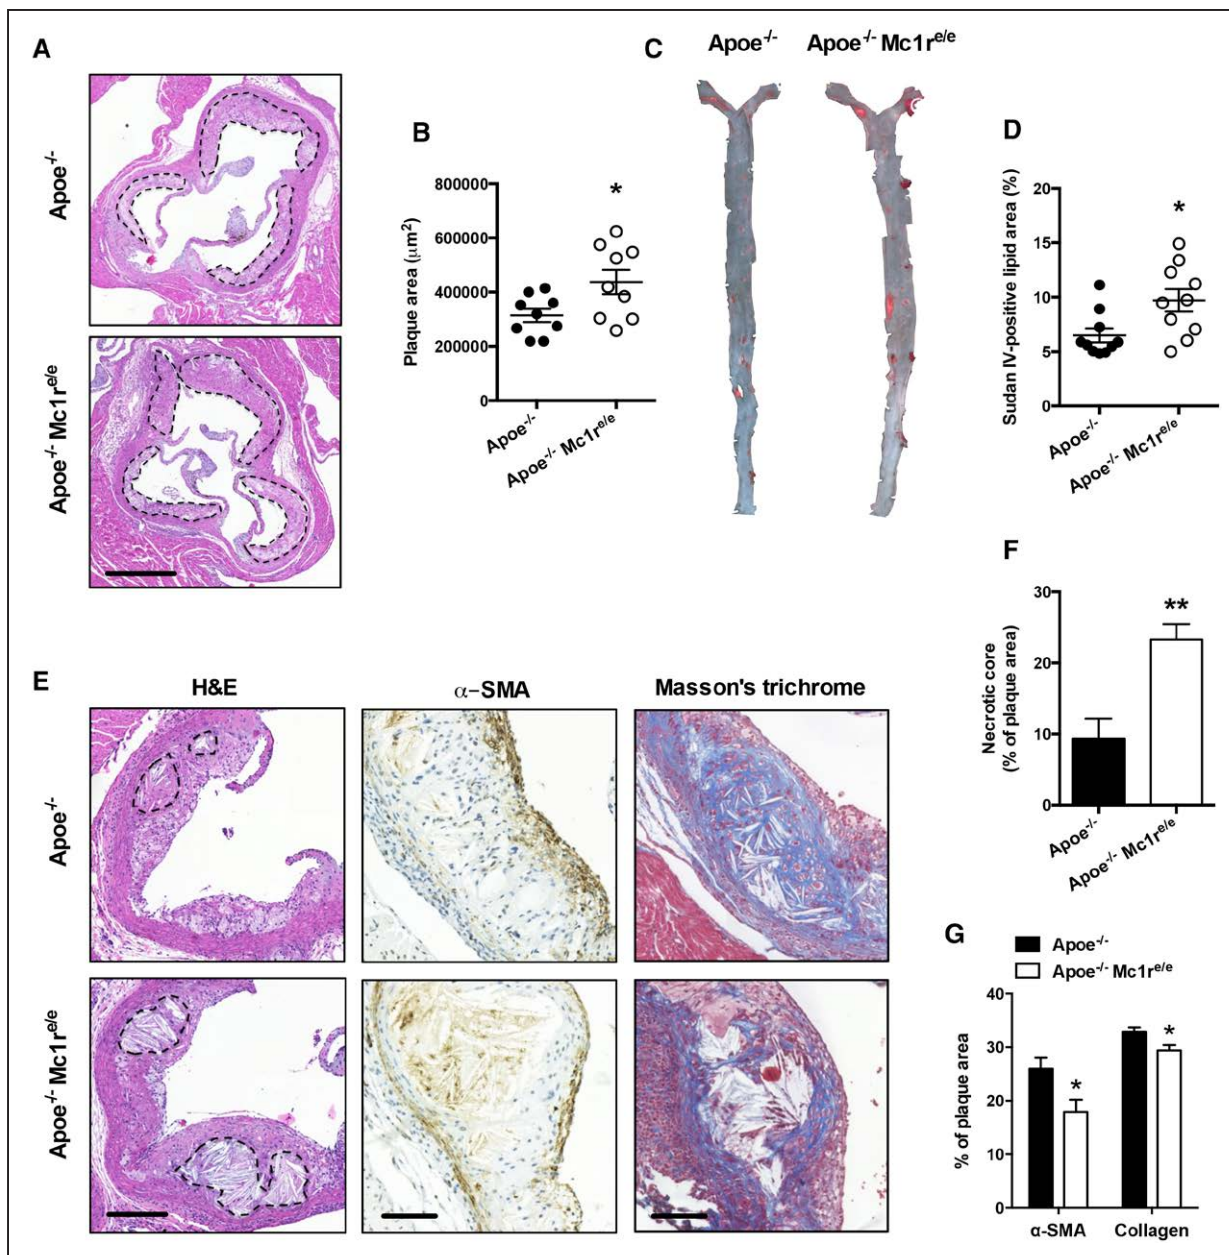 A
Apoe-/-
Apoe-/- Mc1re/e
B
Plaque area (μm2)
800000
600000
400000
200000
0
*
Apoe-/-
Apoe-/- Mc1re/e
C
Apoe-/-
Apoe-/- Mc1re/e
D
Sudan IV-positive lipid area (%)
20
15
10
5
0
*
Apoe-/-
Apoe-/- Mc1re/e
E
H&E
α-SMA
Masson's trichrome
Apoe-/-
Apoe-/- Mc1re/e
F
Necrotic core
(% of plaque area)
30
20
10
0
**
Apoe-/-
Apoe-/- Mc1re/e
G
Apoe-/-
Apoe-/- Mc1re/e
% of plaque area
40
30
20
10
0
*
*
α-SMA
Collagen